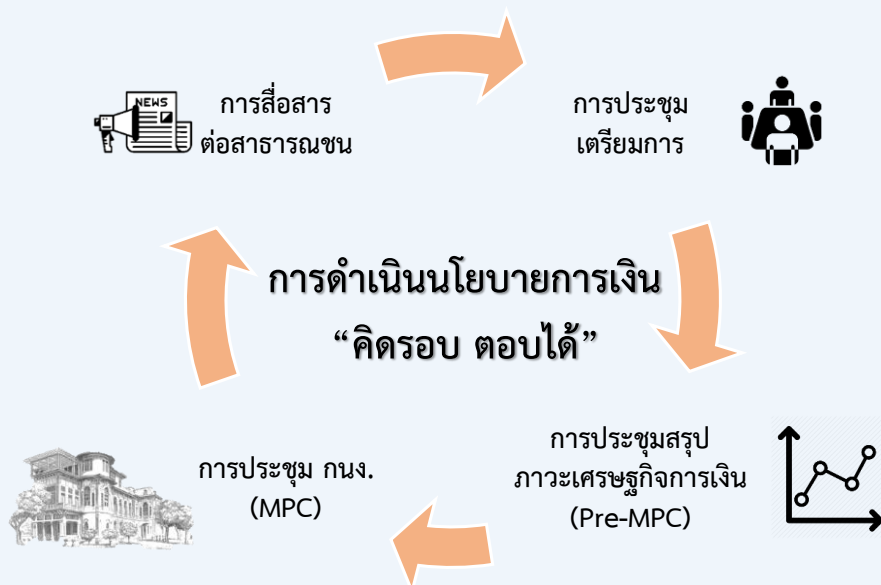 NEWS
การสื่อสาร
ต่อสาธารณชน
การประชุม
เตรียมการ
การดำเนินนโยบายการเงิน
“คิดรอบ ตอบได้”
การประชุมสรุป
ภาวะเศรษฐกิจการเงิน
(Pre-MPC)
การประชุม กนง.
(MPC)